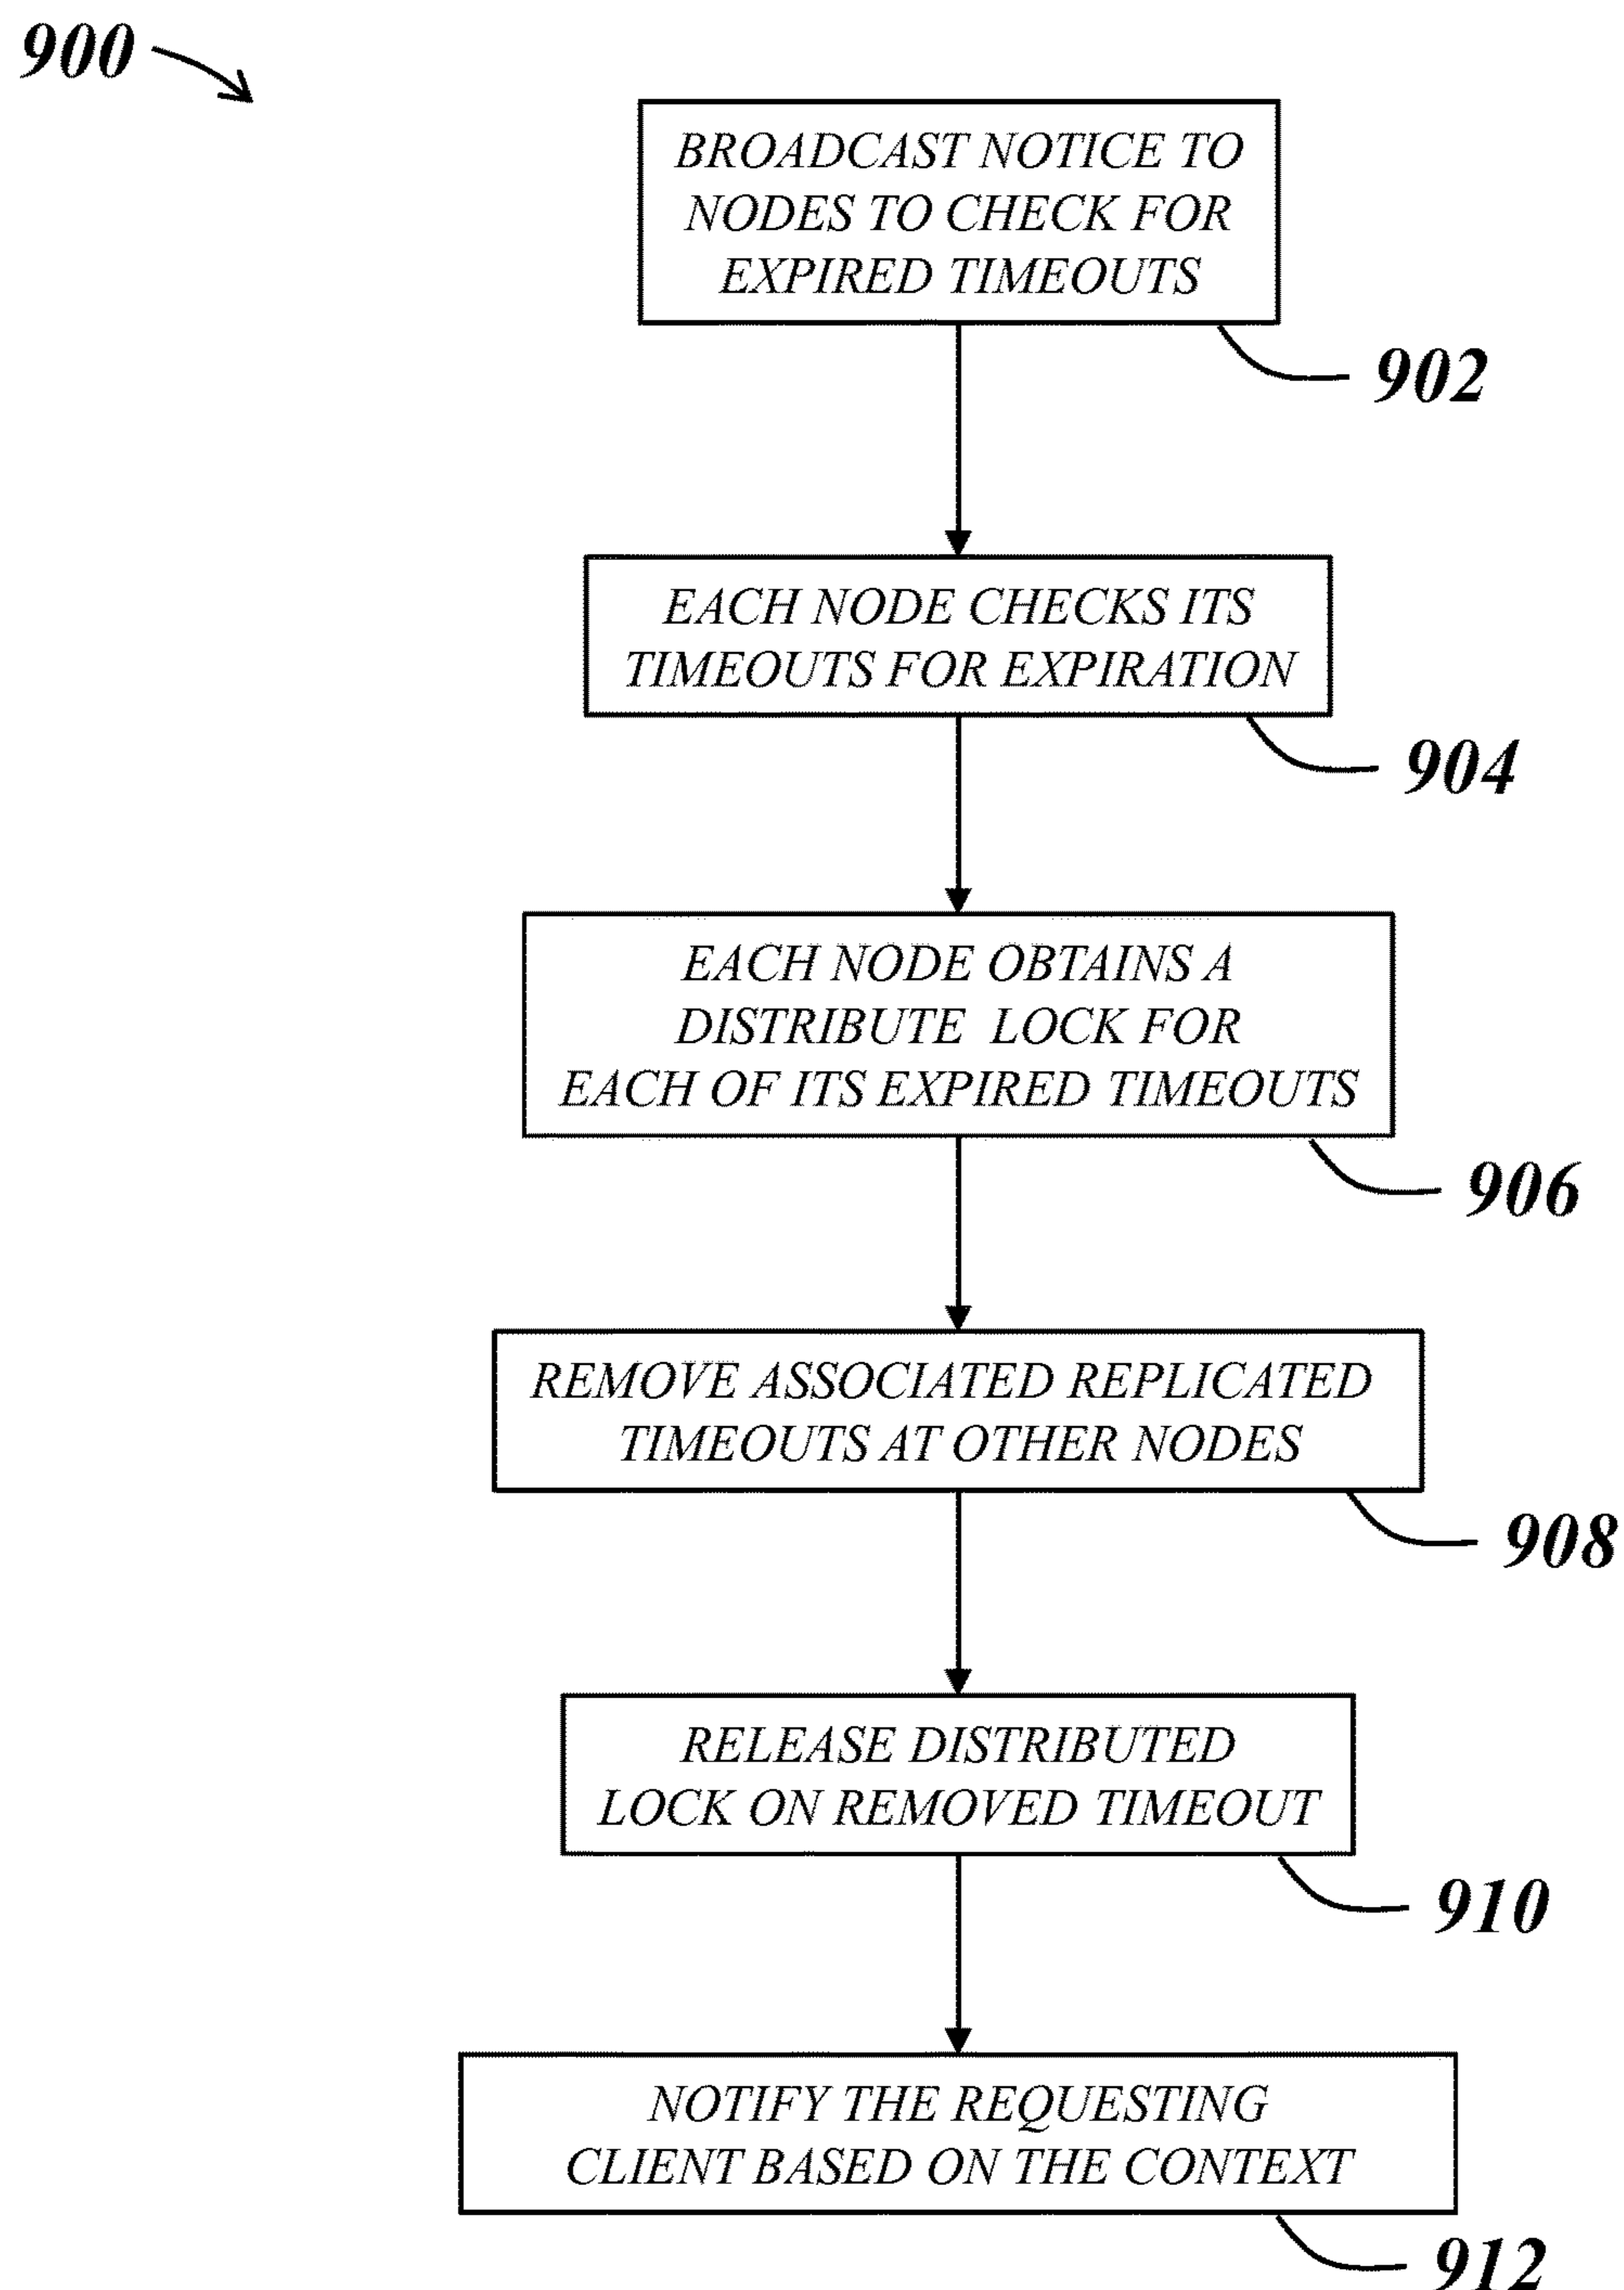 900
BROADCAST NOTICE TO
NODES TO CHECK FOR
EXPIRED TIMEOUTS
902
EACH NODE CHECKS ITS
TIMEOUTS FOR EXPIRATION
904
EACH NODE OBTAINS A
DISTRIBUTE LOCK FOR
EACH OF ITS EXPIRED TIMEOUTS
906
REMOVE ASSOCIATED REPLICATED
TIMEOUTS AT OTHER NODES
908
RELEASE DISTRIBUTED
LOCK ON REMOVED TIMEOUT
910
NOTIFY THE REQUESTING
CLIENT BASED ON THE CONTEXT
912